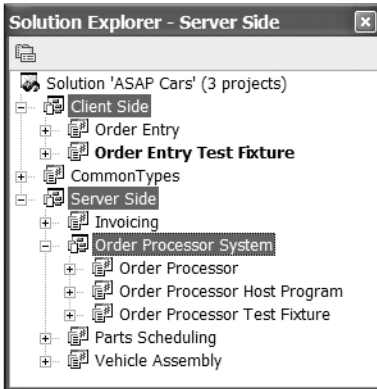 Solution Explorer - Server Side
Solution 'ASAP Cars' (3 projects)
Client Side
Order Entry
Order Entry Test Fixture
CommonTypes
Server Side
Invoicing
Order Processor System
Order Processor
Order Processor Host Program
Order Processor Test Fixture
Parts Scheduling
Vehicle Assembly